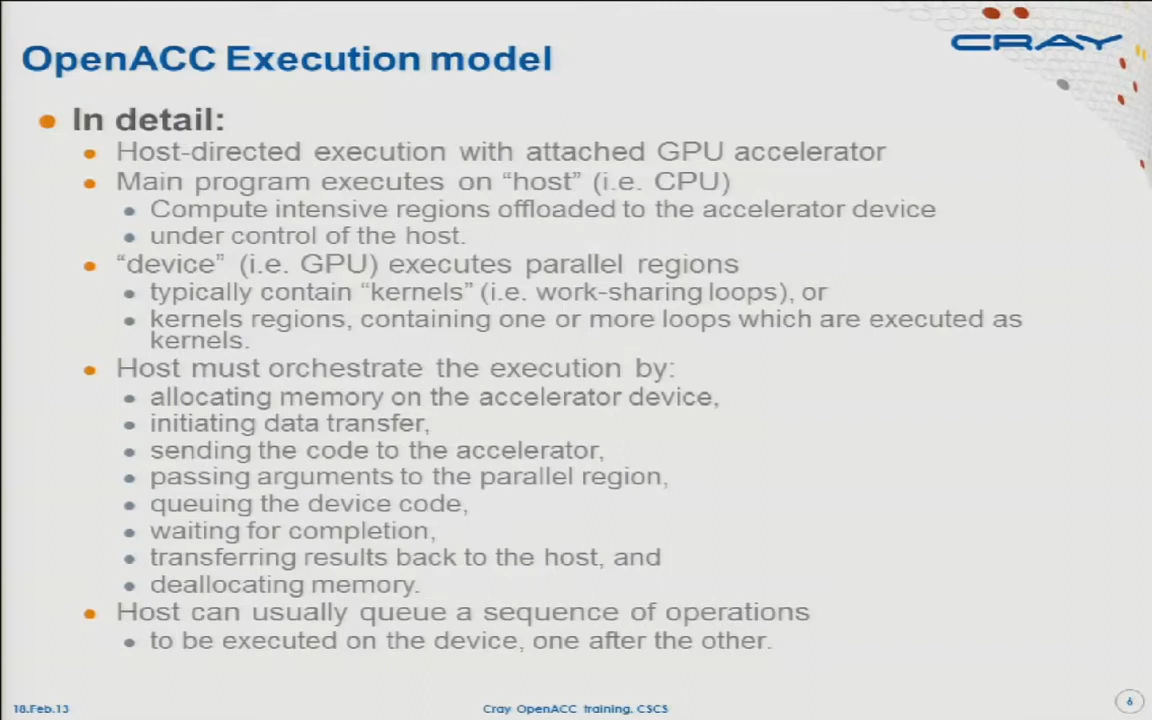 CRAY
OpenACC Execution model
In detail:
Host-directed execution with attached GPU accelerator
Main program executes on “host” (i.e. CPU)
Compute intensive regions offloaded to the accelerator device
under control of the host.
“device” (i.e. GPU) executes parallel regions
typically contain “kernels” (i.e. work-sharing loops), or
kernels regions, containing one or more loops which are executed as
kernels.
Host must orchestrate the execution by:
allocating memory on the accelerator device,
initiating data transfer,
sending the code to the accelerator,
passing arguments to the parallel region,
queuing the device code,
waiting for completion,
transferring results back to the host, and
deallocating memory.
Host can usually queue a sequence of operations
to be executed on the device, one after the other.
18.Feb.13
Cray OpenACC training. CSCS
6